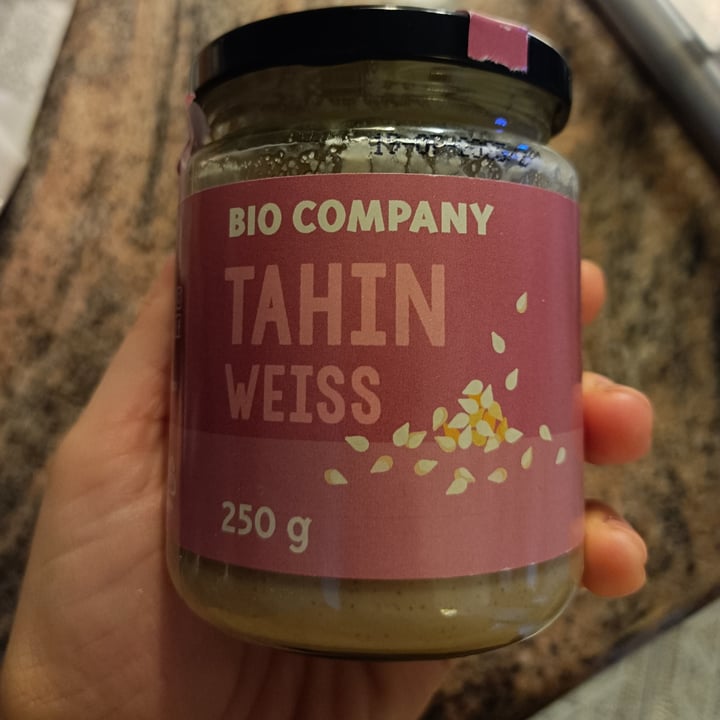 BIO COMPANY
TAHIN
WEISS
250 g